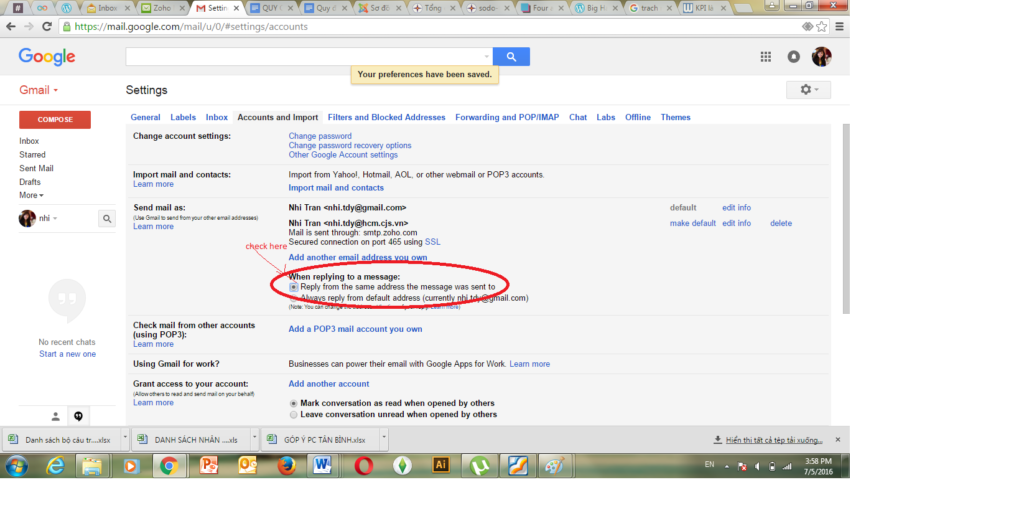 Inbox
Zoho
Settin
QUY
Quy đ
Sơ đồ
Tổng
sodo-
Four
Big H
trach
KPI là
https://mail.google.com/mail/u/0/#settings/accounts
Google
Your preferences have been saved.
Gmail
Settings
COMPOSE
General Labels Inbox Accounts and Import Filters and Blocked Addresses Forwarding and POP/IMAP Chat Labs Offline Themes
Inbox
Starred
Sent Mail
Drafts
More
nhi
No recent chats
Start a new one
Change account settings:
Change password
Change password recovery options
Other Google Account settings
Import mail and contacts:
Learn more
Import from Yahoo!, Hotmail, AOL, or other webmail or POP3 accounts.
Import mail and contacts
Send mail as:
(Use Gmail to send from your other email addresses)
Learn more
Nhi Tran <nhi.tdy@gmail.com> default edit info
Nhi Tran <nhi.tdy@hcm.cjs.vn> make default edit info delete
Mail is sent through: smtp.zoho.com
Secured connection on port 465 using SSL
check here
Add another email address you own
When replying to a message:
Reply from the same address the message was sent to
Always reply from default address (currently nhi.tdy@gmail.com)
(Note: You can change the
Learn more)
Check mail from other accounts
(using POP3):
Learn more
Add a POP3 mail account you own
Using Gmail for work?
Businesses can power their email with Google Apps for Work. Learn more
Grant access to your account:
(Allow others to read and send mail on your behalf)
Learn more
Add another account
Mark conversation as read when opened by others
Leave conversation unread when opened by others
Danh sách bộ câu tr....xlsx
DANH SÁCH NHÂN ....xls
GÓP Ý PC TÂN BÌNH.xlsx
Hiển thị tất cả tệp tải xuống...
EN
3:58 PM
7/5/2016